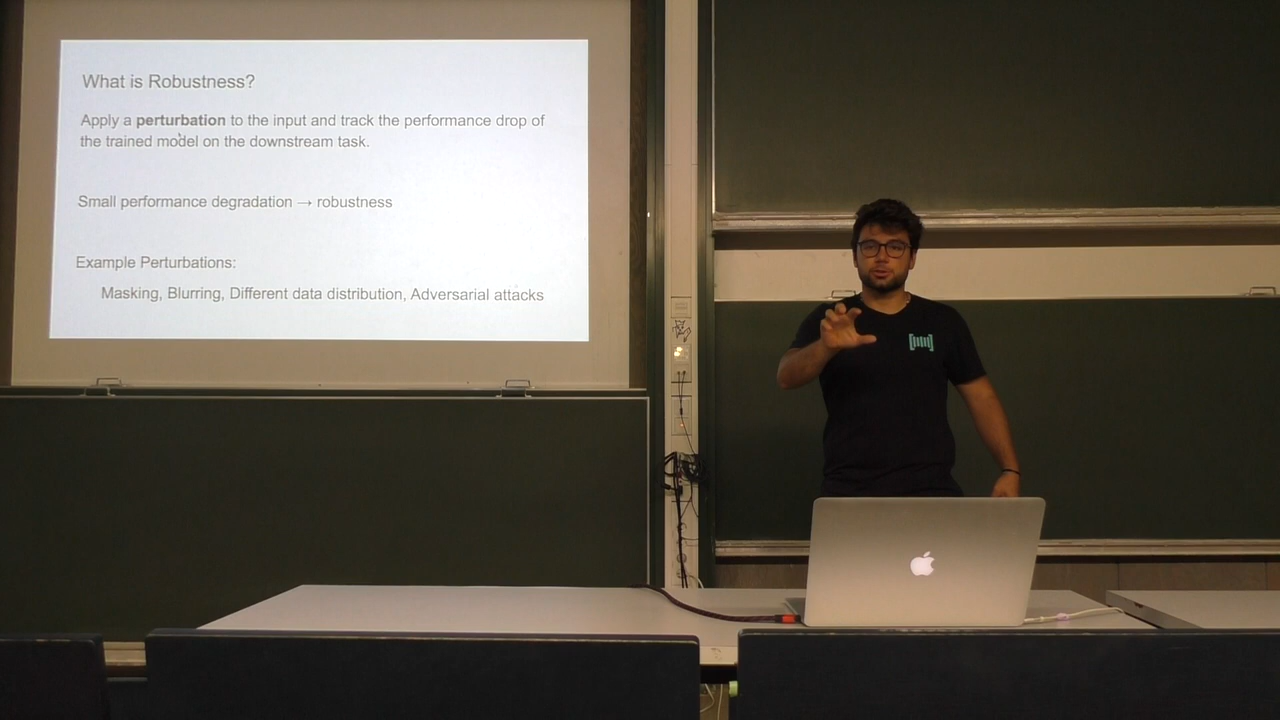 What is Robustness?
Apply a perturbation to the input and track the performance drop of
the trained model on the downstream task.
Small performance degradation → robustness
Example Perturbations:
Masking, Blurring, Different data distribution, Adversarial attacks